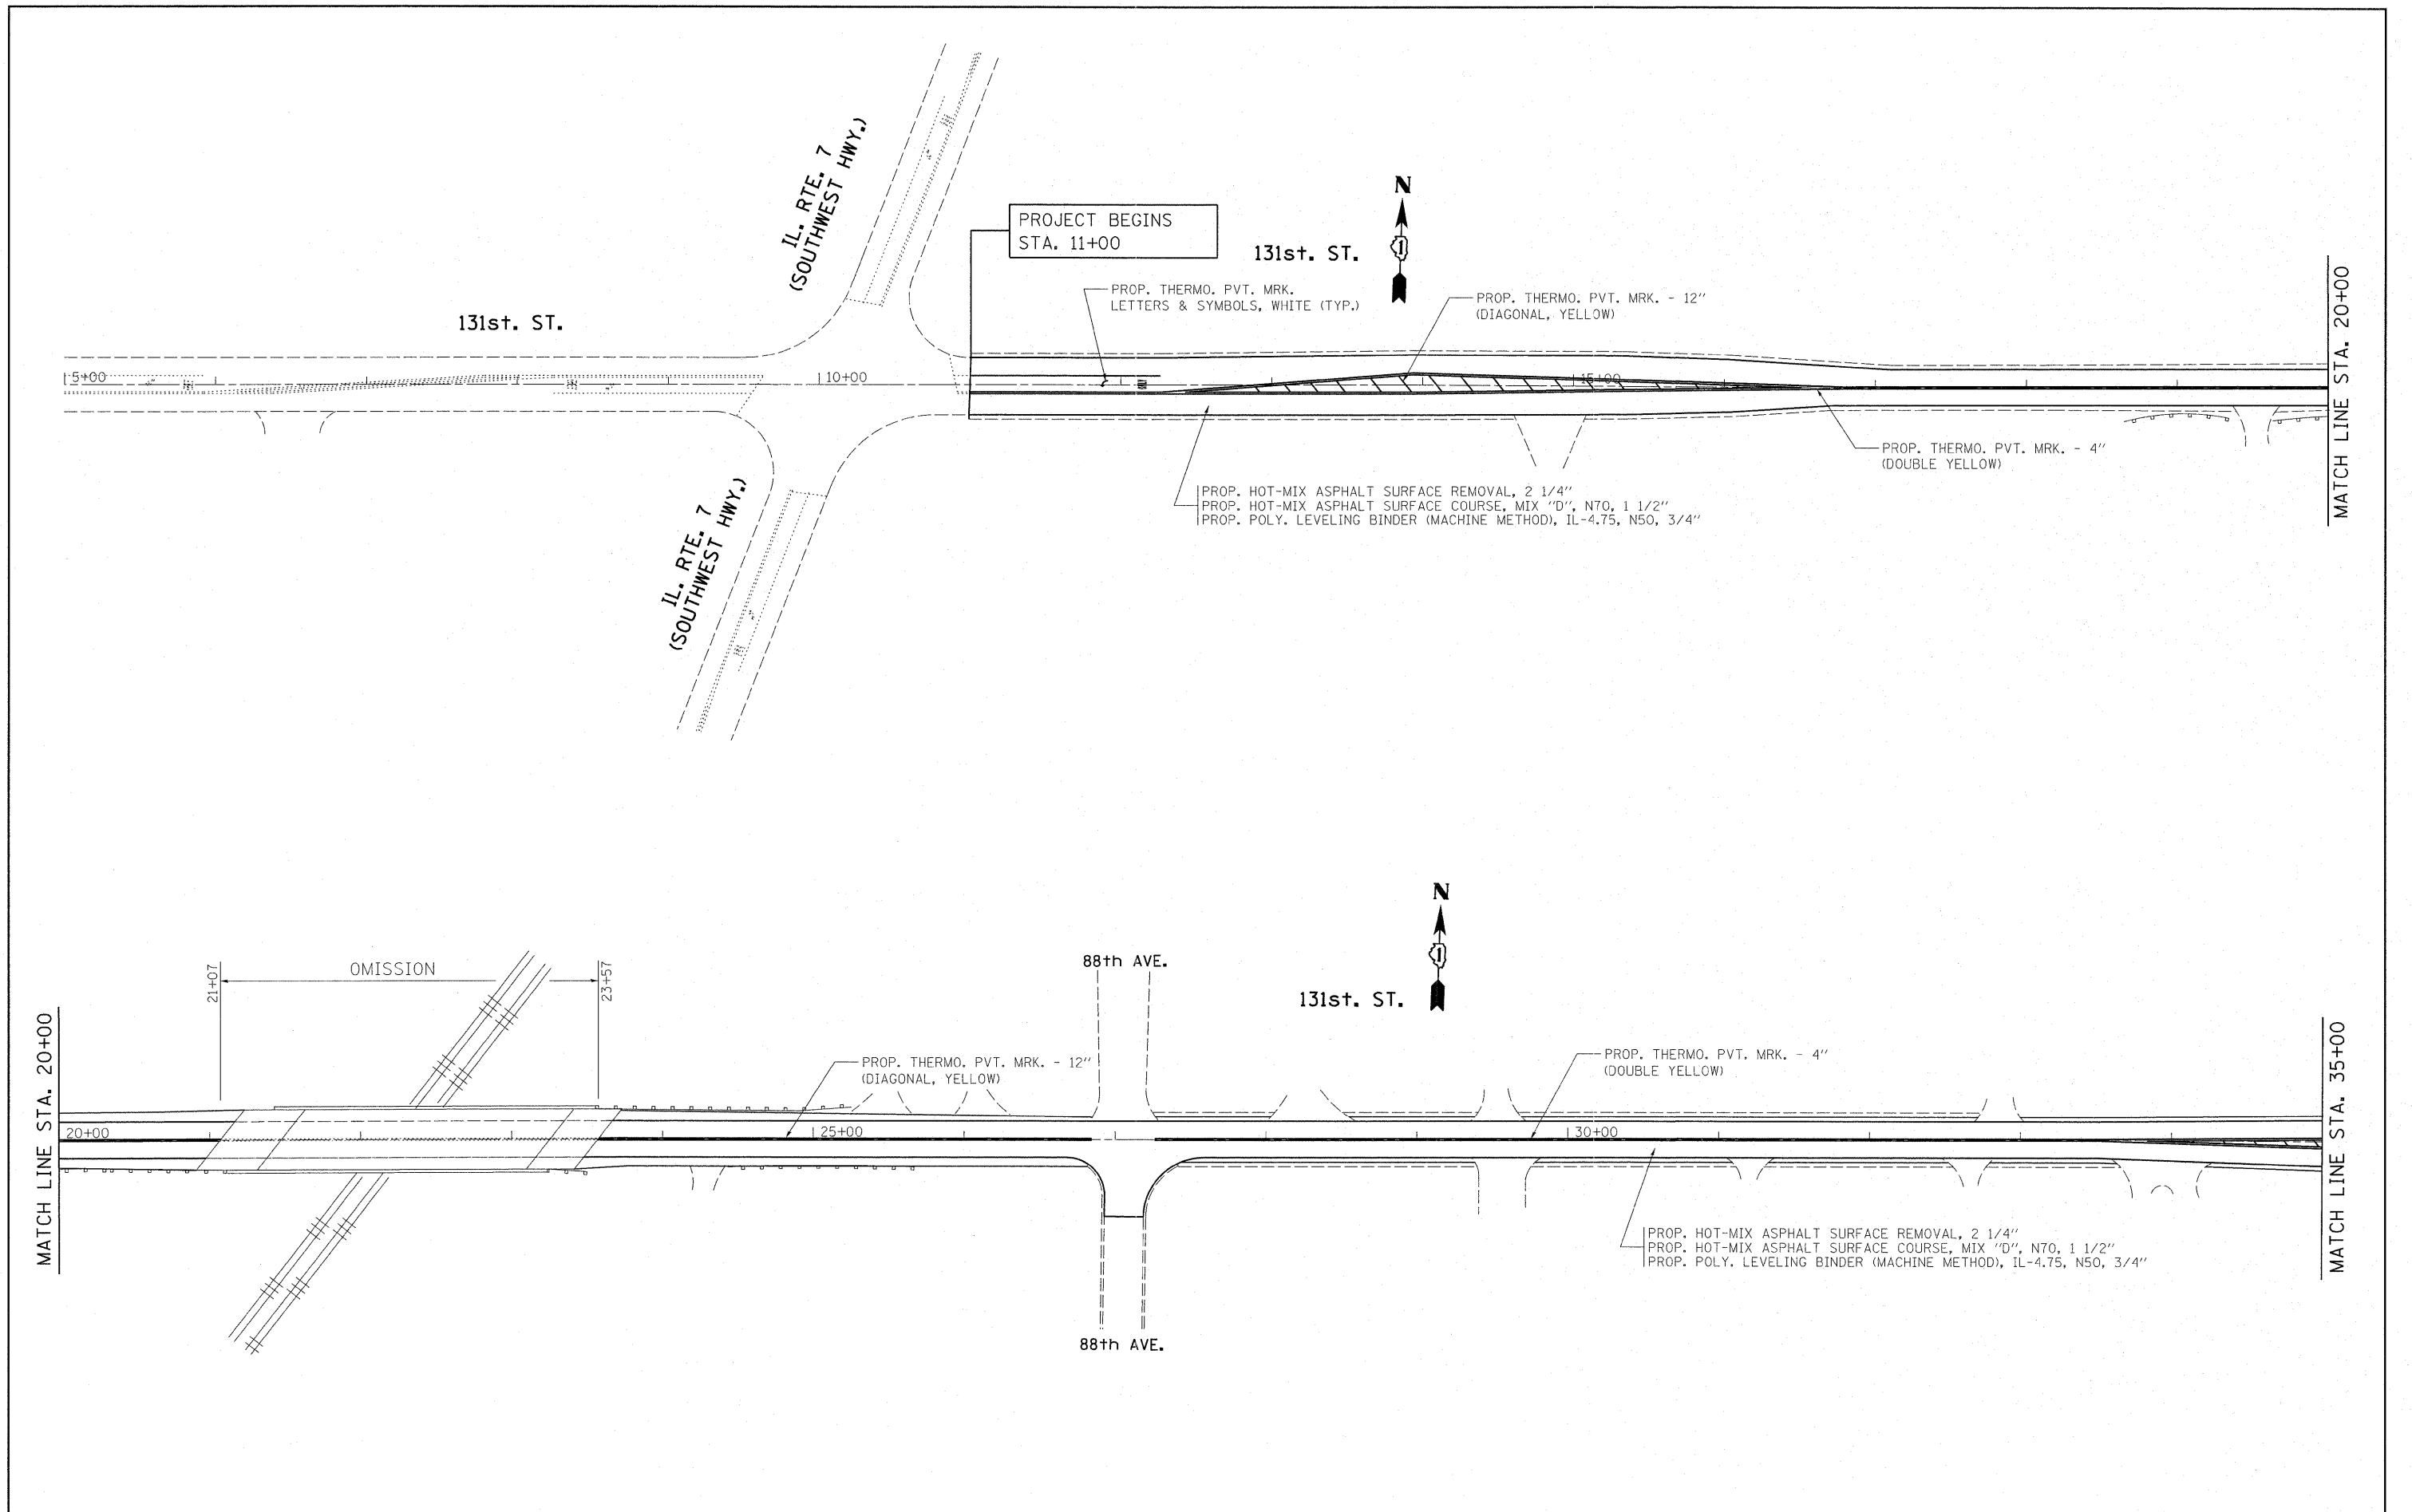 IL. RTE. 7
(SOUTHWEST HWY.)
N
1
PROJECT BEGINS
STA. 11+00
131st. ST.
PROP. THERMO. PVT. MRK.
LETTERS & SYMBOLS, WHITE (TYP.)
PROP. THERMO. PVT. MRK. - 12"
(DIAGONAL, YELLOW)
131st. ST.
5+00
10+00
15+00
MATCH LINE STA. 20+00
PROP. THERMO. PVT. MRK. - 4"
(DOUBLE YELLOW)
PROP. HOT-MIX ASPHALT SURFACE REMOVAL, 2 1/4"
PROP. HOT-MIX ASPHALT SURFACE COURSE, MIX "D", N70, 1 1/2"
PROP. POLY. LEVELING BINDER (MACHINE METHOD), IL-4.75, N50, 3/4"
IL. RTE. 7
(SOUTHWEST HWY.)
N
1
21+07
OMISSION
23+57
88th AVE.
131st. ST.
MATCH LINE STA. 20+00
PROP. THERMO. PVT. MRK. - 12"
(DIAGONAL, YELLOW)
PROP. THERMO. PVT. MRK. - 4"
(DOUBLE YELLOW)
20+00
25+00
30+00
MATCH LINE STA. 35+00
PROP. HOT-MIX ASPHALT SURFACE REMOVAL, 2 1/4"
PROP. HOT-MIX ASPHALT SURFACE COURSE, MIX "D", N70, 1 1/2"
PROP. POLY. LEVELING BINDER (MACHINE METHOD), IL-4.75, N50, 3/4"
88th AVE.